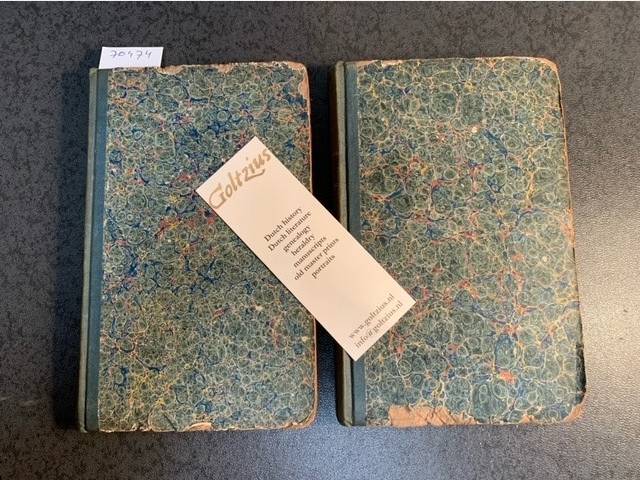 70474
Goltzius
Dutch history
Dutch literature
genealogy
heraldry
manuscripts
old master prints
portraits
www.goltzius.nl
info@goltzius.nl